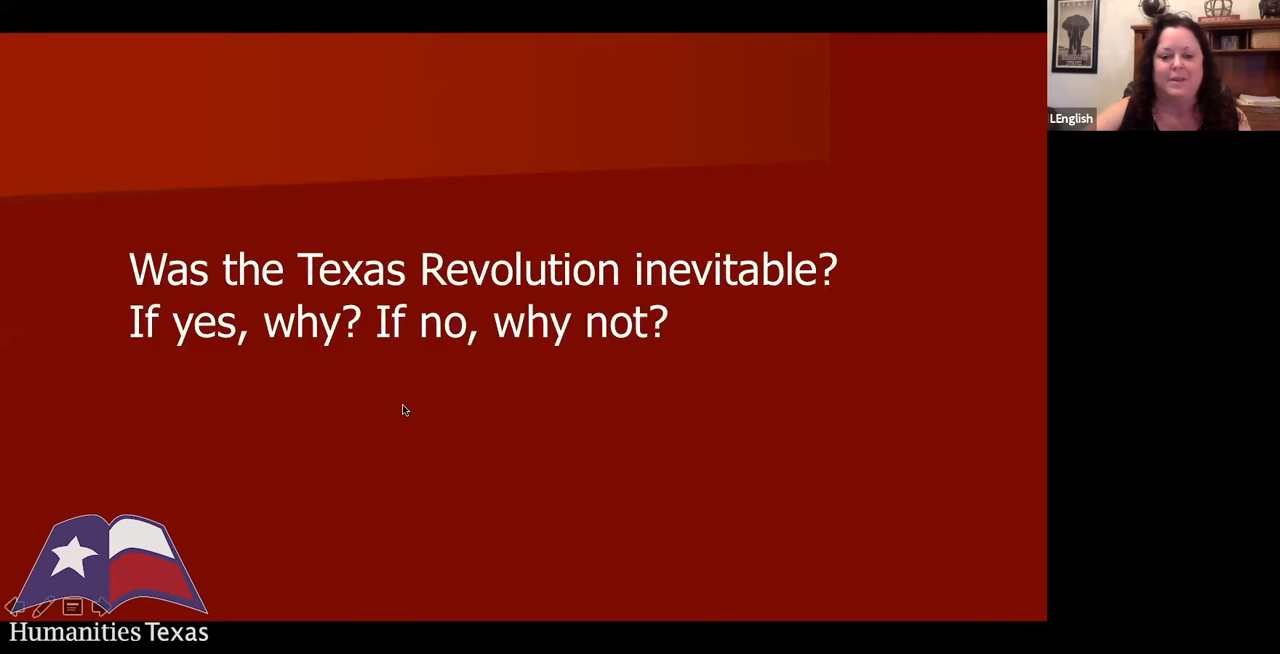 Was the Texas Revolution inevitable?
If yes, why? If no, why not?
LEnglish
Humanities Texas